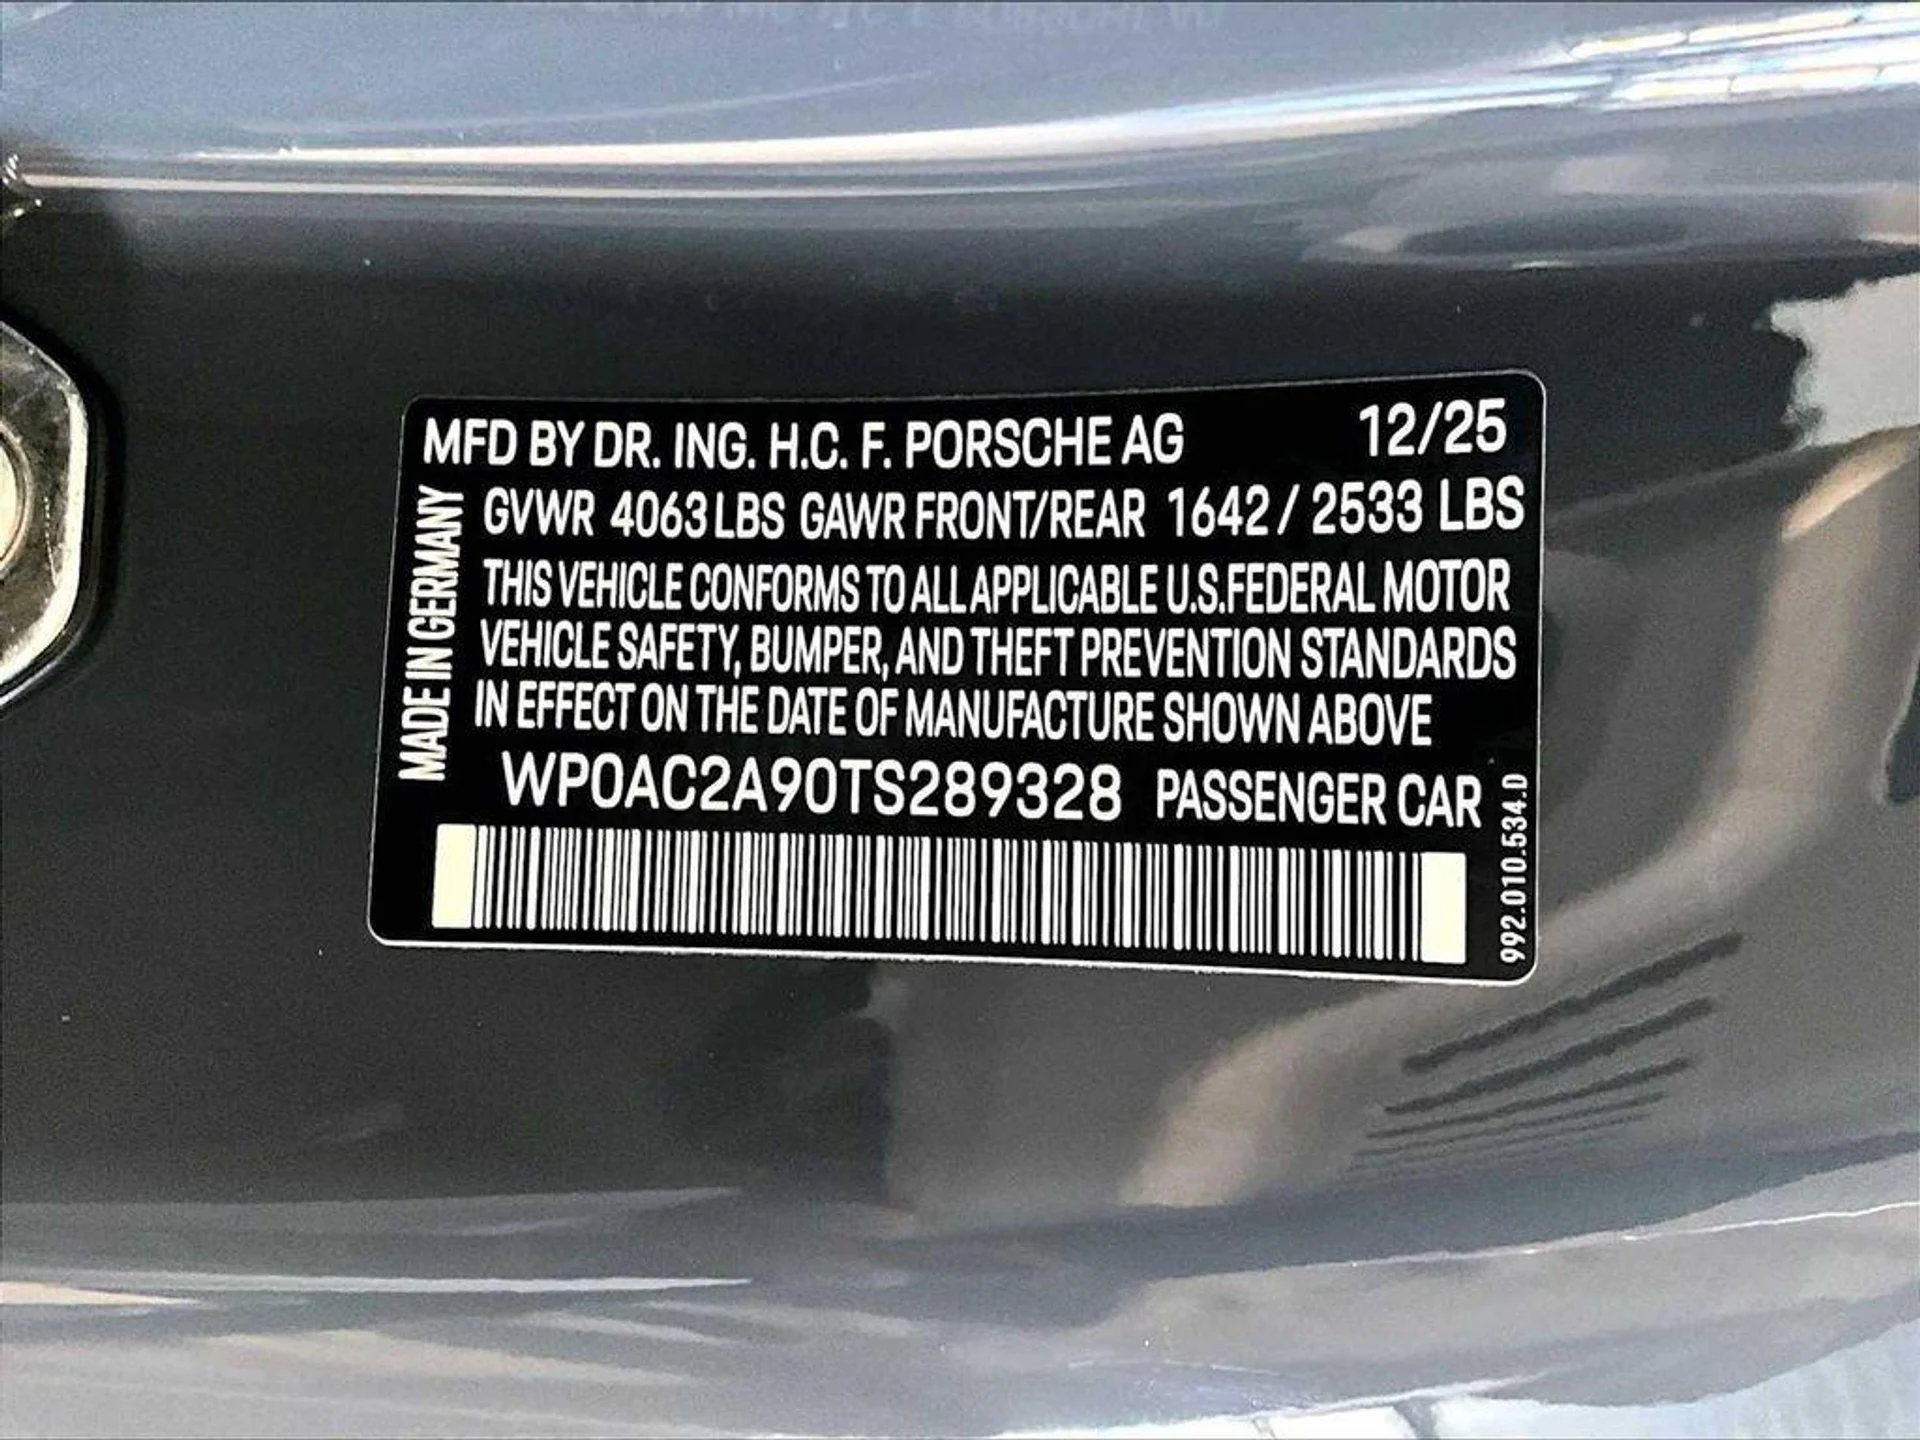 MFD BY DR. ING. H.C. F. PORSCHE AG 12/25
GVWR 4063 LBS GAWR FRONT/REAR 1642 / 2533 LBS
THIS VEHICLE CONFORMS TO ALL APPLICABLE U.S.FEDERAL MOTOR
VEHICLE SAFETY, BUMPER, AND THEFT PREVENTION STANDARDS
IN EFFECT ON THE DATE OF MANUFACTURE SHOWN ABOVE
WP0AC2A90TS289328 PASSENGER CAR
MADE IN GERMANY
992.010.534.D